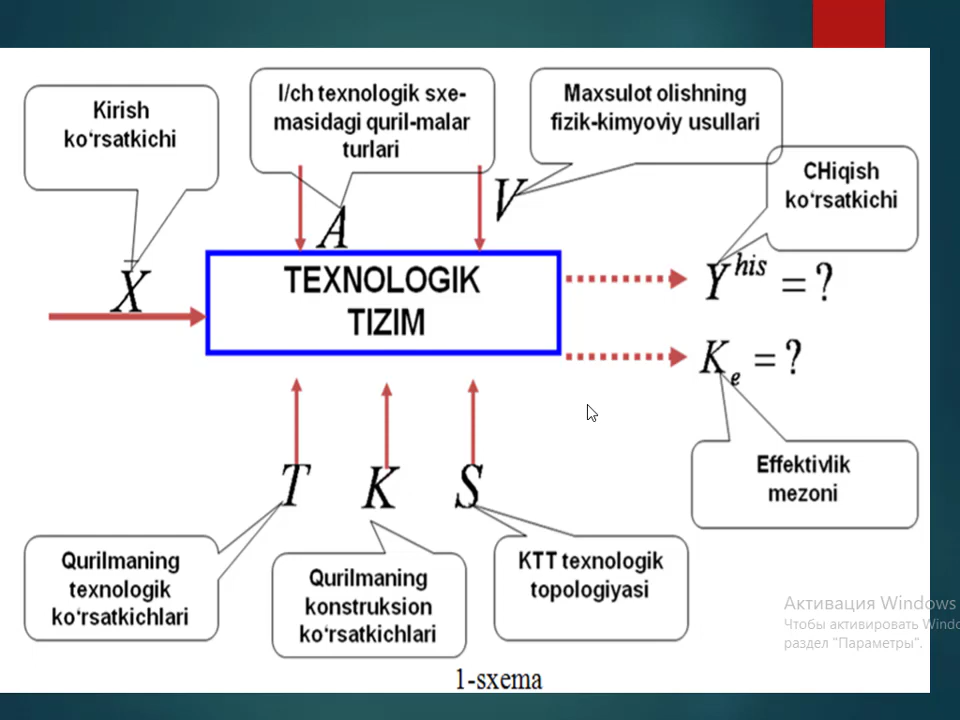 Kirish
ko‘rsatkichi
I/ch texnologik sxe-
masidagi quril-malar
turlari
Maxsulot olishning
fizik-kimyoviy usullari
CHiqish
ko‘rsatkichi
A
V
X̄
TEXNOLOGIK
TIZIM
Y^his = ?
K_e = ?
T K S
Effektivlik
mezoni
Qurilmaning
texnologik
ko‘rsatkichlari
Qurilmaning
konstruksion
ko‘rsatkichlari
KTT texnologik
topologiyasi
1-sxema
Активация Windows
Чтобы активировать Windo
раздел "Параметры".